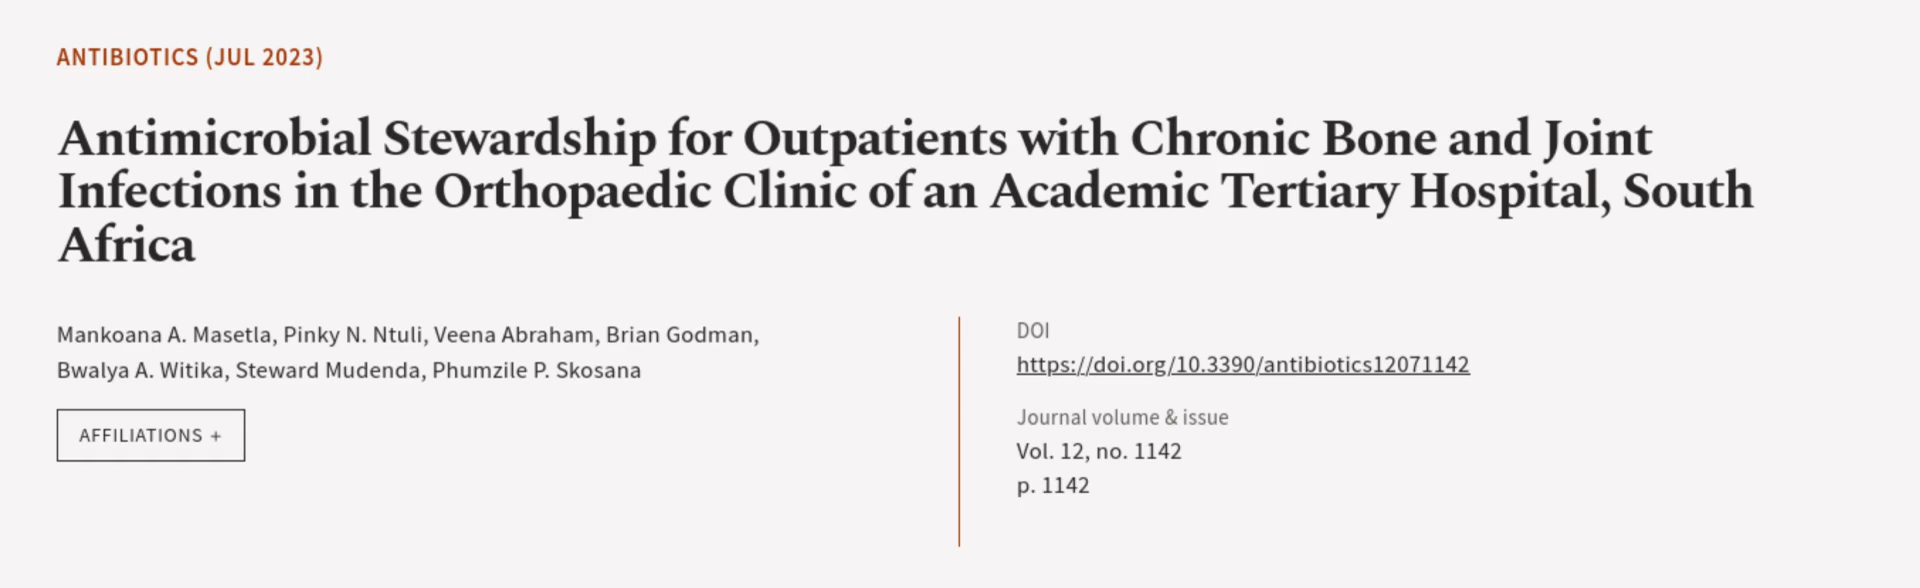 ANTIBIOTICS (JUL 2023)
Antimicrobial Stewardship for Outpatients with Chronic Bone and Joint
Infections in the Orthopaedic Clinic of an Academic Tertiary Hospital, South
Africa
Mankoana A. Masetla, Pinky N. Ntuli, Veena Abraham, Brian Godman,
Bwalya A. Witika, Steward Mudenda, Phumzile P. Skosana
AFFILIATIONS +
DOI
https://doi.org/10.3390/antibiotics12071142
Journal volume & issue
Vol. 12, no. 1142
p. 1142